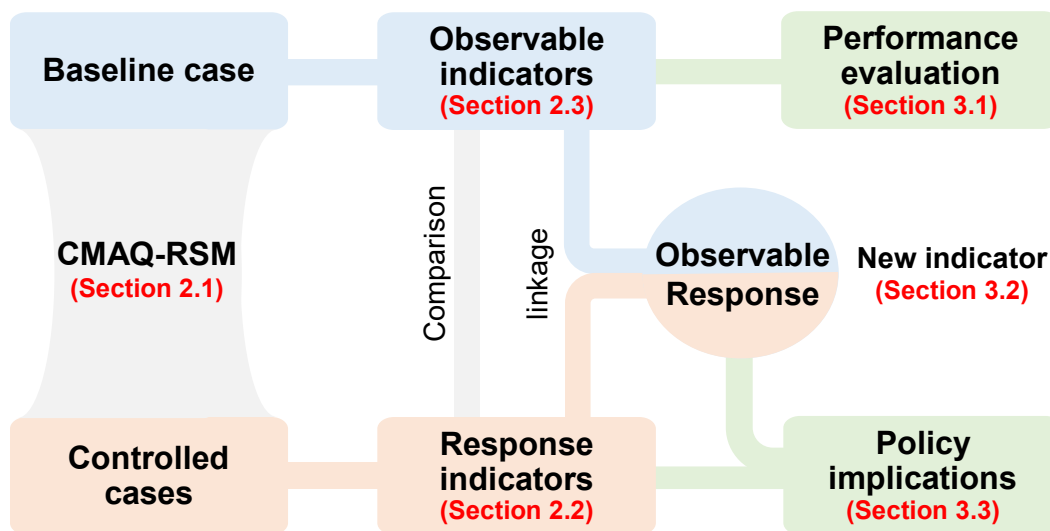 Baseline case
Observable
indicators
(Section 2.3)
Performance
evaluation
(Section 3.1)
CMAQ-RSM
(Section 2.1)
Comparison
linkage
Observable
Response
New indicator
(Section 3.2)
Controlled
cases
Response
indicators
(Section 2.2)
Policy
implications
(Section 3.3)